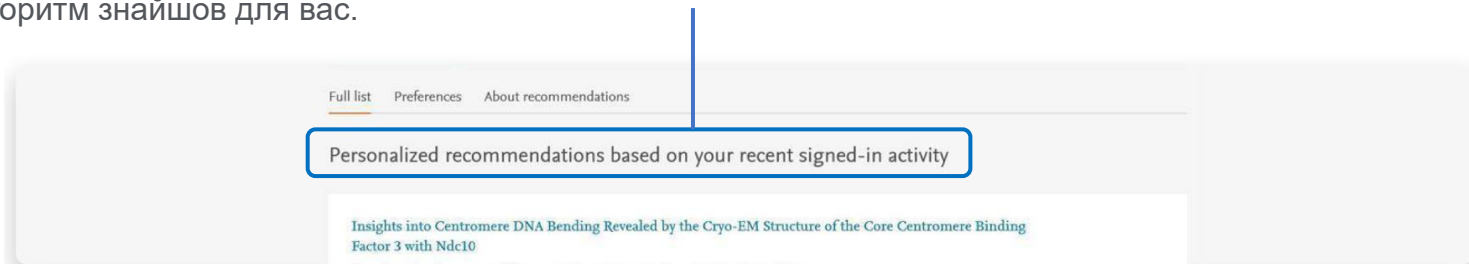 оритм знайшов для вас.
Full list Preferences About recommendations
Personalized recommendations based on your recent signed-in activity
Insights into Centromere DNA Bending Revealed by the Cryo-EM Structure of the Core Centromere Binding
Factor 3 with Ndc10